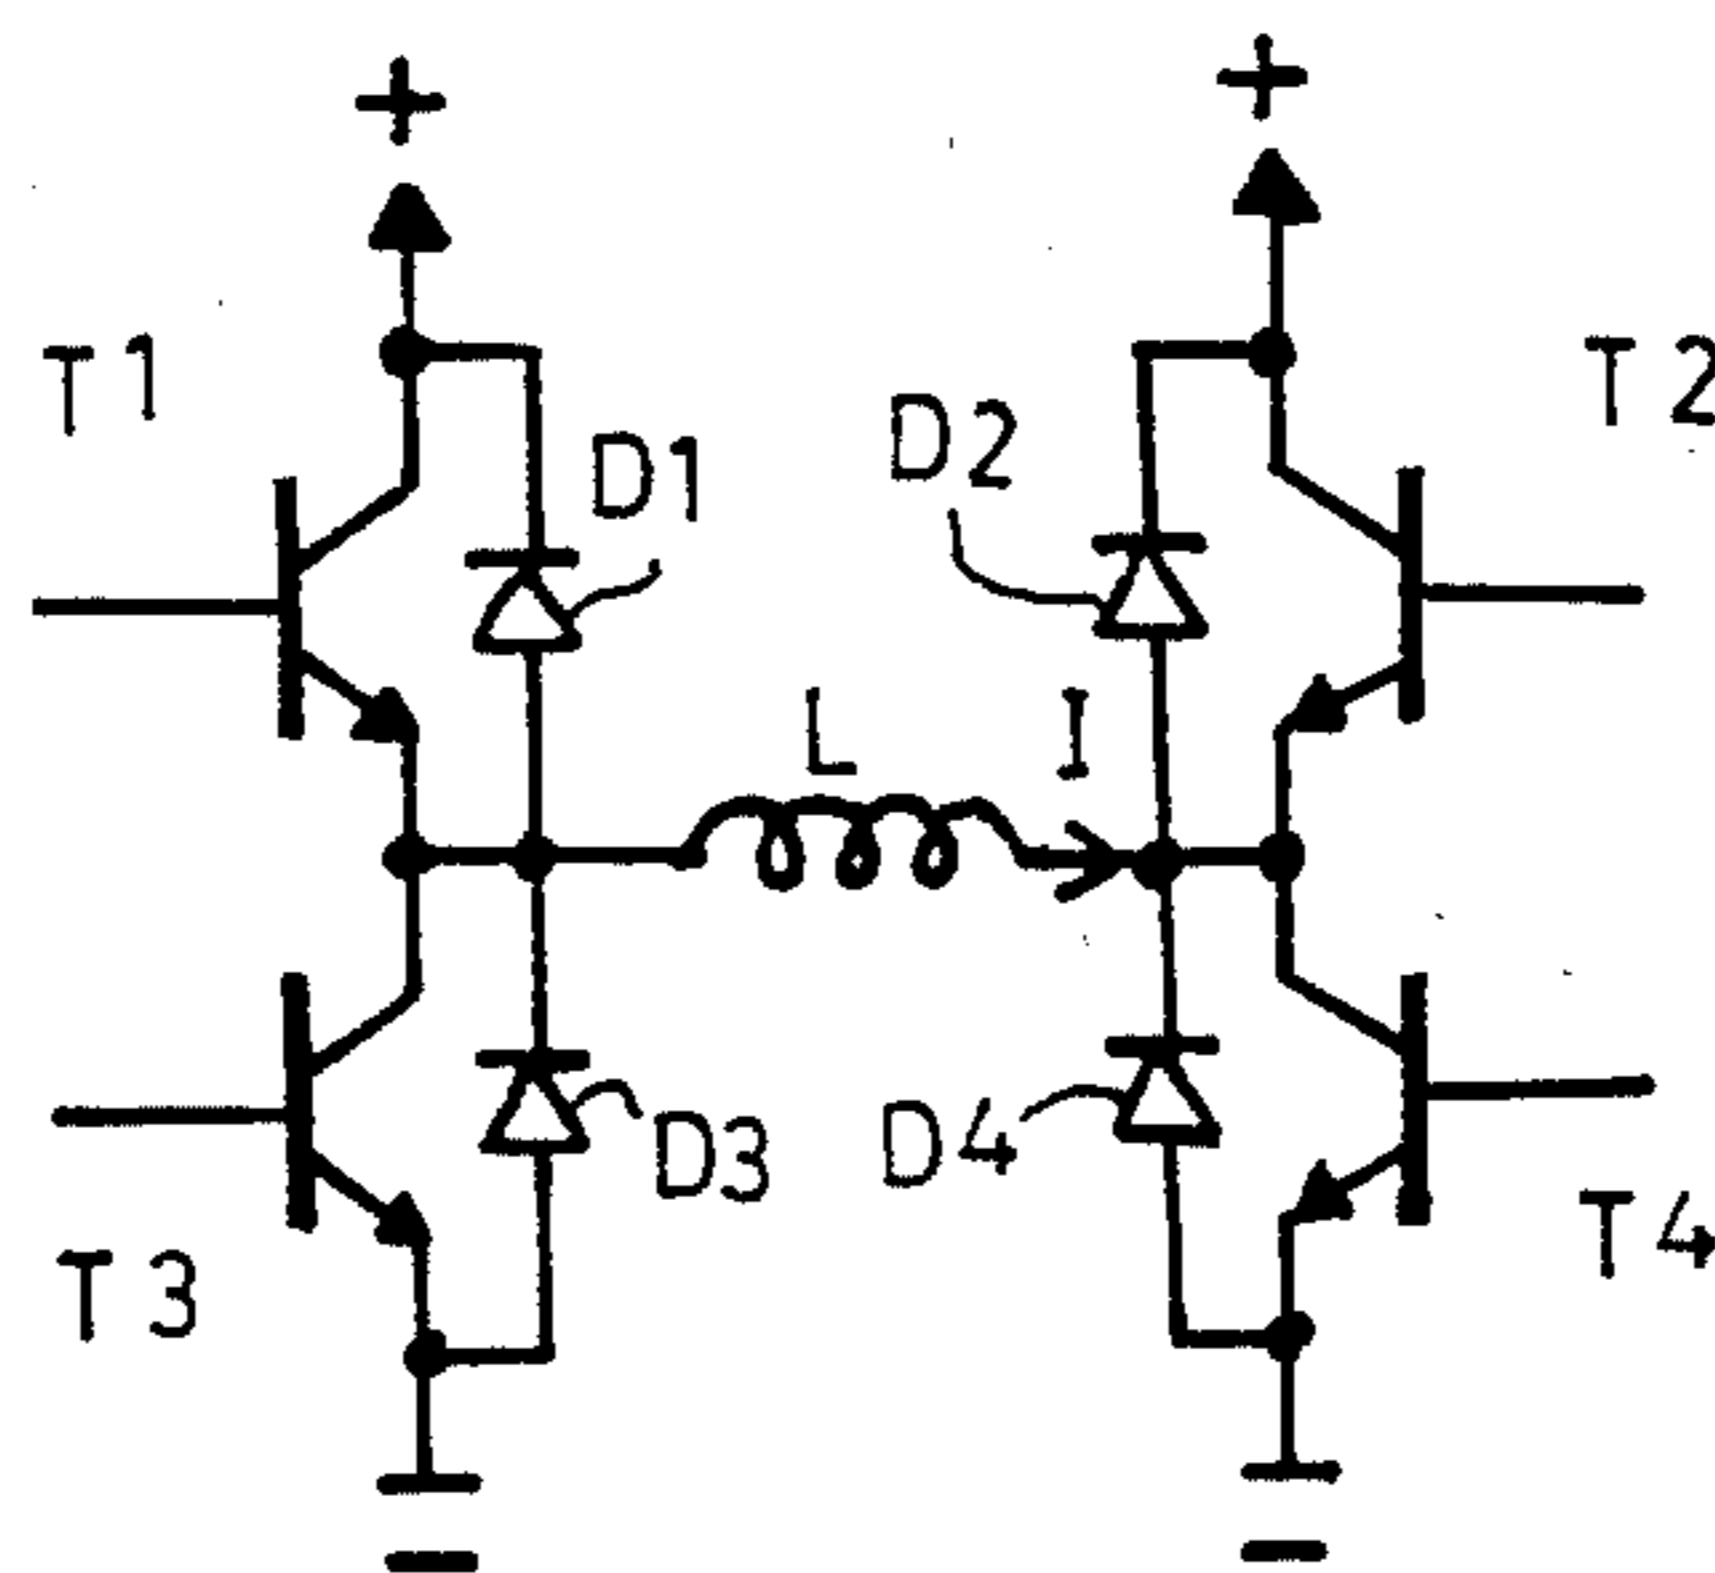 + +
T1 T2
D1 D2
L I
D3 D4
T3 T4
– –